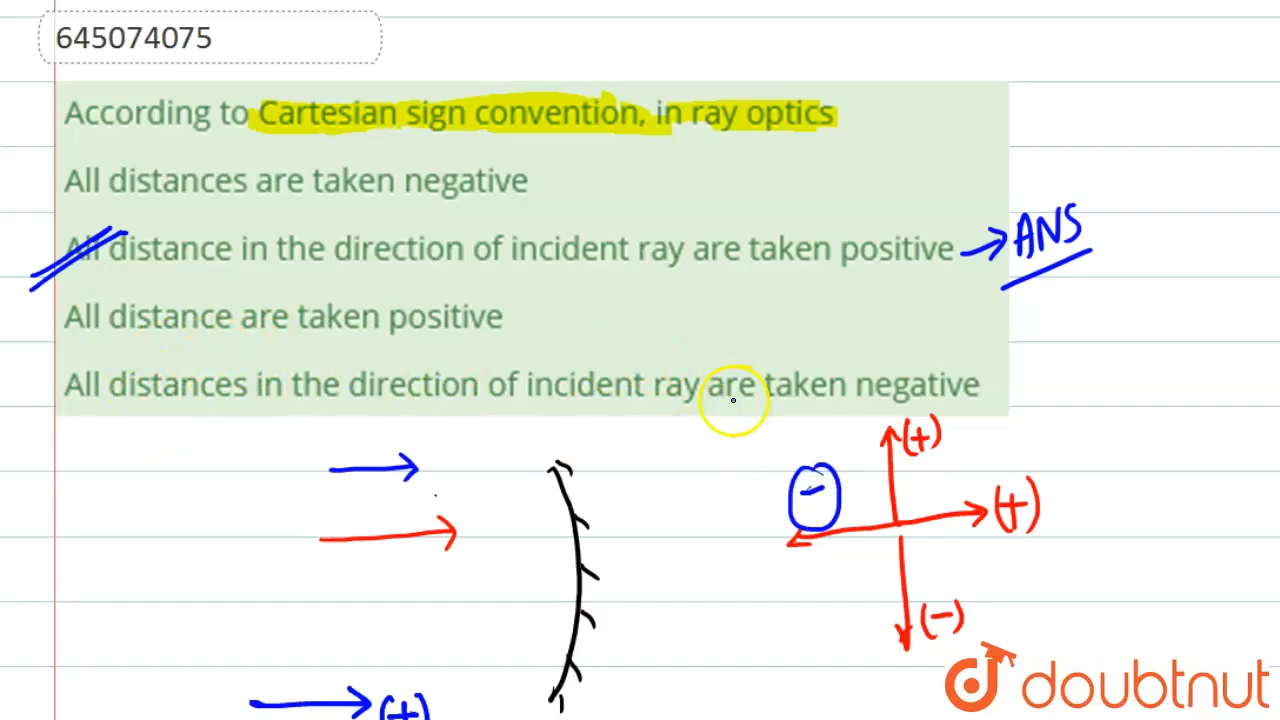 645074075
According to Cartesian sign convention, in ray optics
All distances are taken negative
All distance in the direction of incident ray are taken positive → ANS
All distance are taken positive
All distances in the direction of incident ray are taken negative
(+)
−
(+)
(−)
(+)
doubtnut